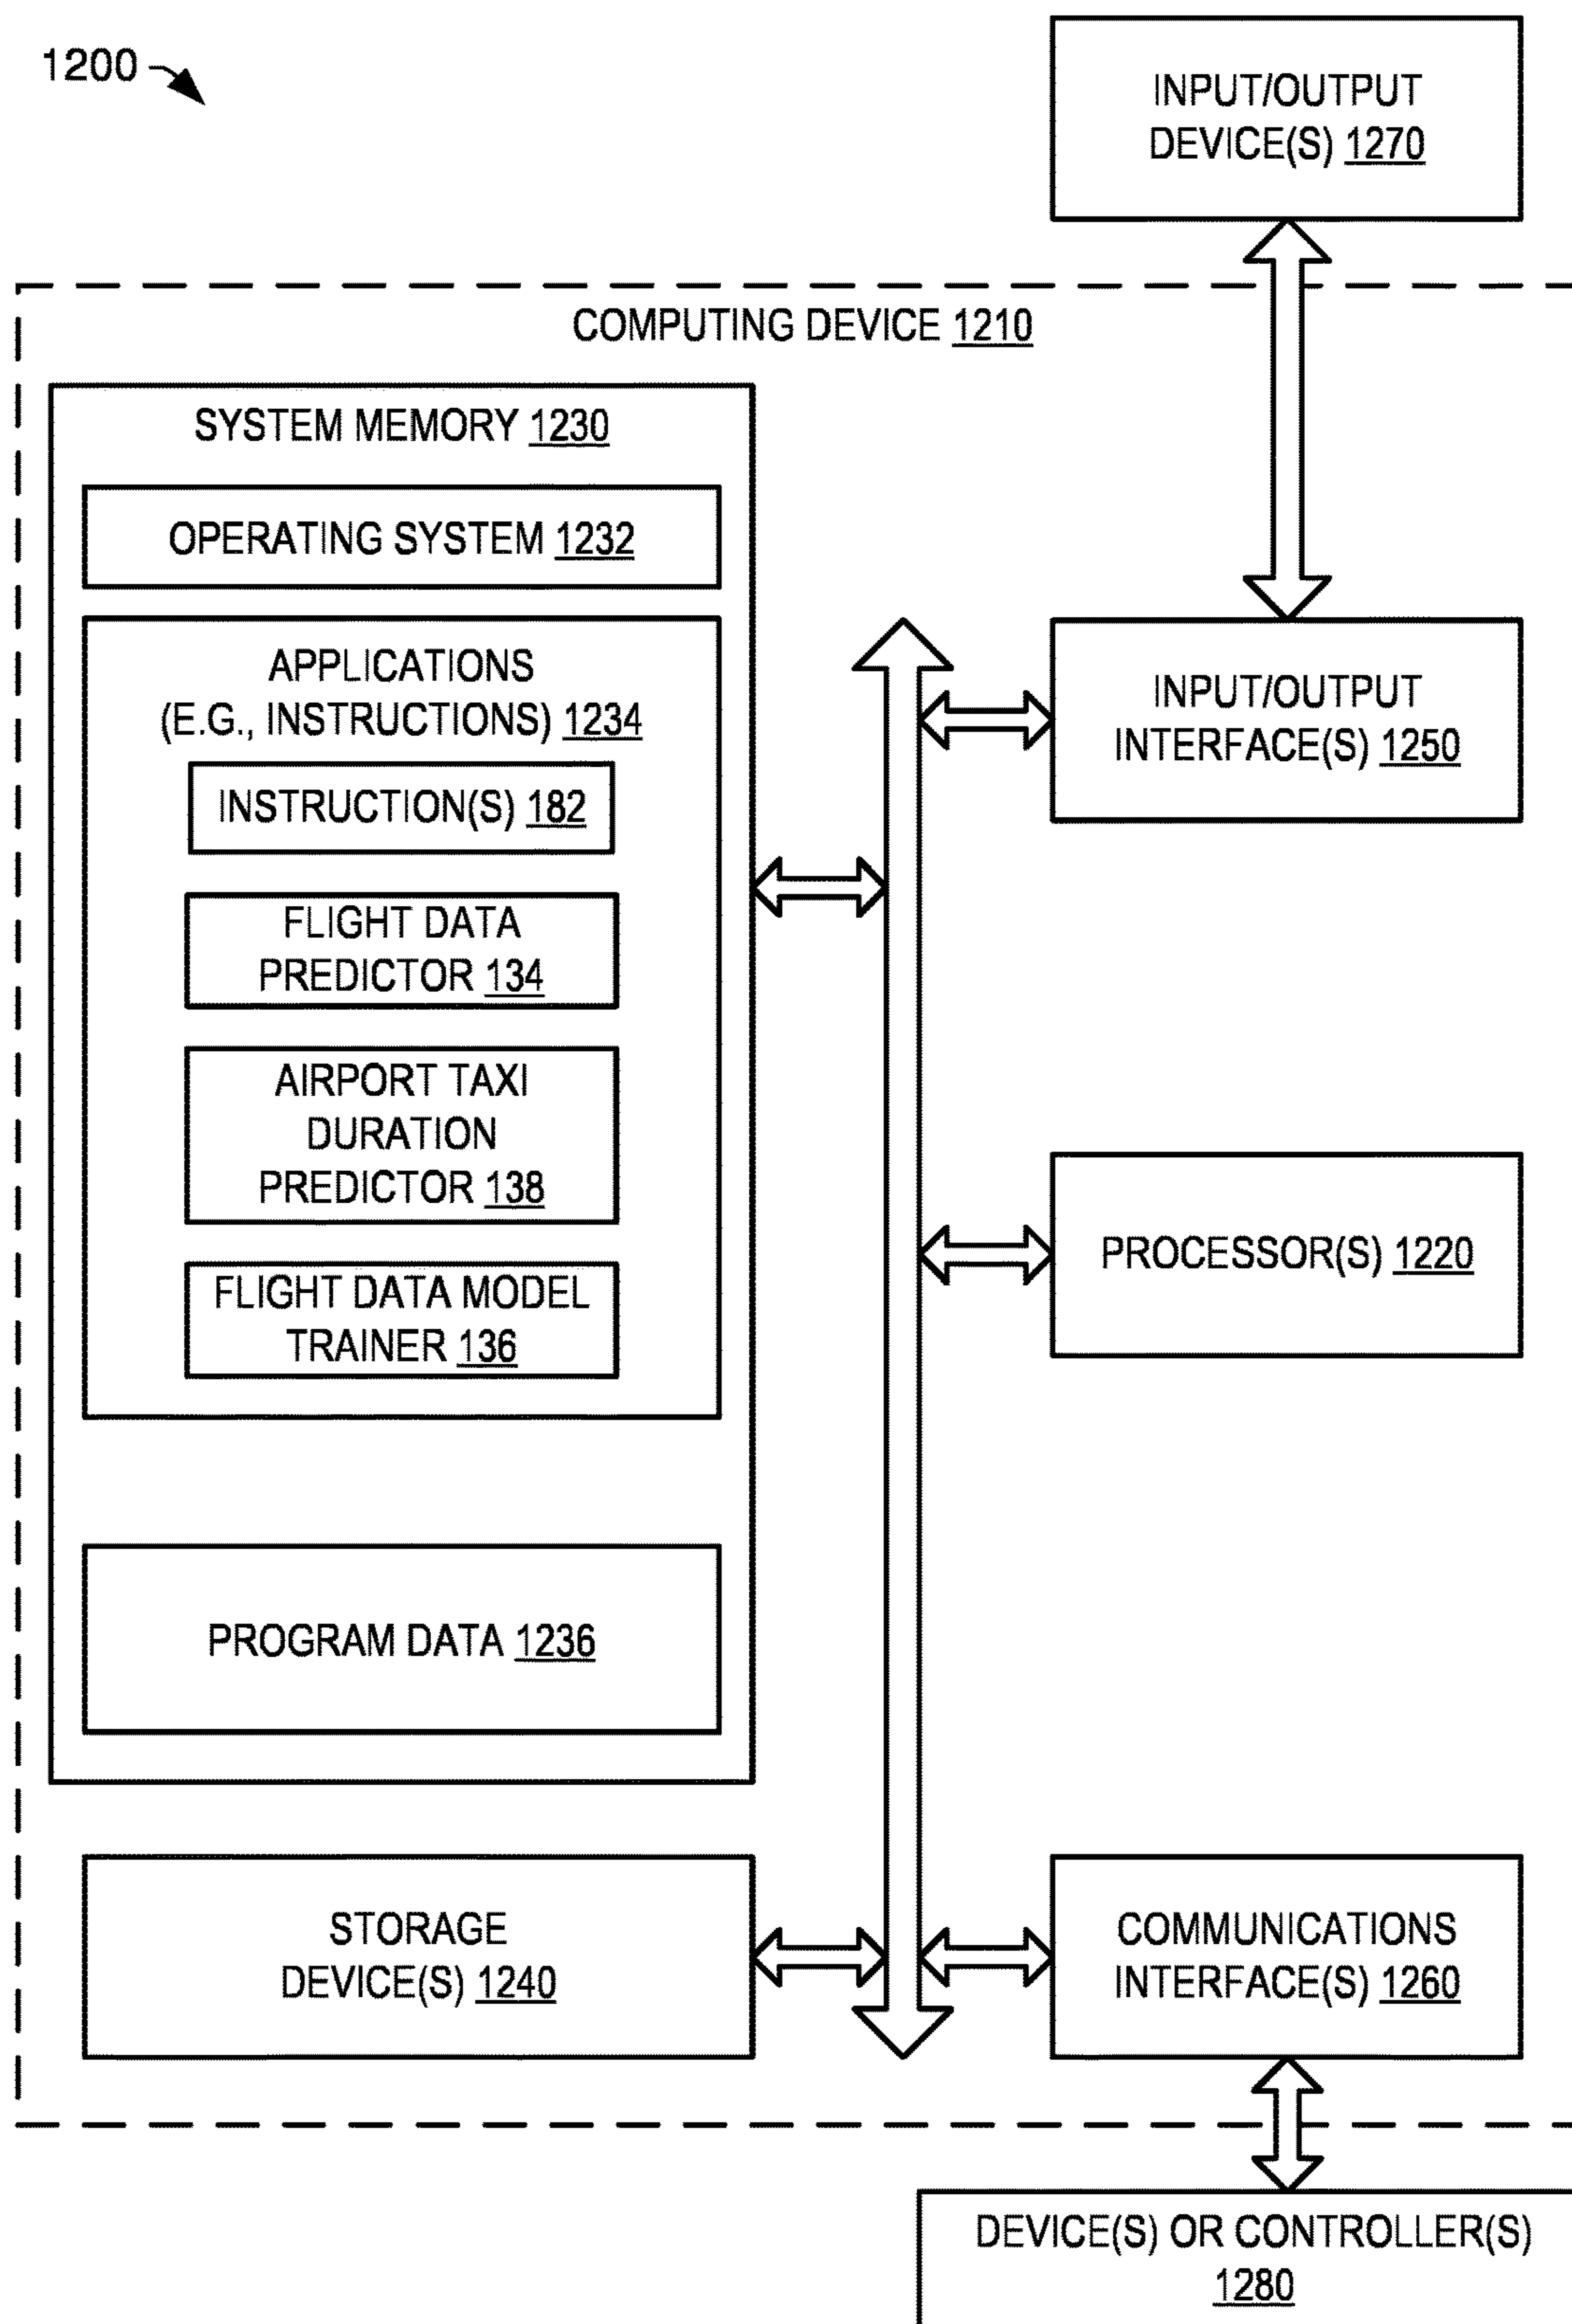 1200
INPUT/OUTPUT
DEVICE(S) 1270
COMPUTING DEVICE 1210
SYSTEM MEMORY 1230
OPERATING SYSTEM 1232
APPLICATIONS
(E.G., INSTRUCTIONS) 1234
INSTRUCTION(S) 182
FLIGHT DATA
PREDICTOR 134
AIRPORT TAXI
DURATION
PREDICTOR 138
FLIGHT DATA MODEL
TRAINER 136
PROGRAM DATA 1236
STORAGE
DEVICE(S) 1240
INPUT/OUTPUT
INTERFACE(S) 1250
PROCESSOR(S) 1220
COMMUNICATIONS
INTERFACE(S) 1260
DEVICE(S) OR CONTROLLER(S)
1280